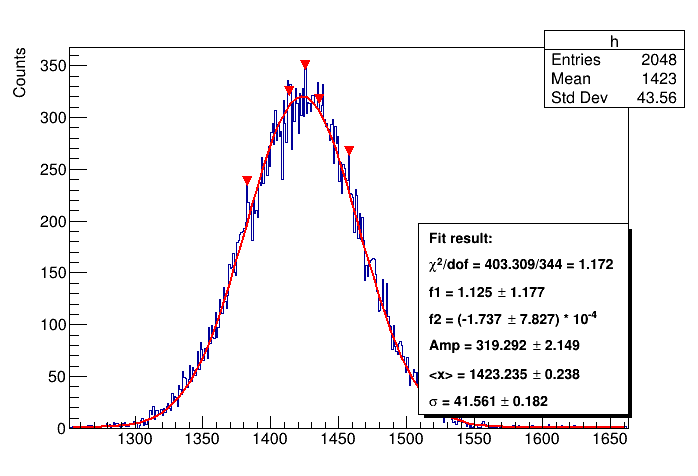 h
Entries 2048
Mean 1423
Std Dev 43.56
Counts
350
300
250
200
150
100
50
0
Fit result:
χ²/dof = 403.309/344 = 1.172
f1 = 1.125 ± 1.177
f2 = (-1.737 ± 7.827) * 10⁻⁴
Amp = 319.292 ± 2.149
<x> = 1423.235 ± 0.238
σ = 41.561 ± 0.182
1300 1350 1400 1450 1500 1550 1600 1650